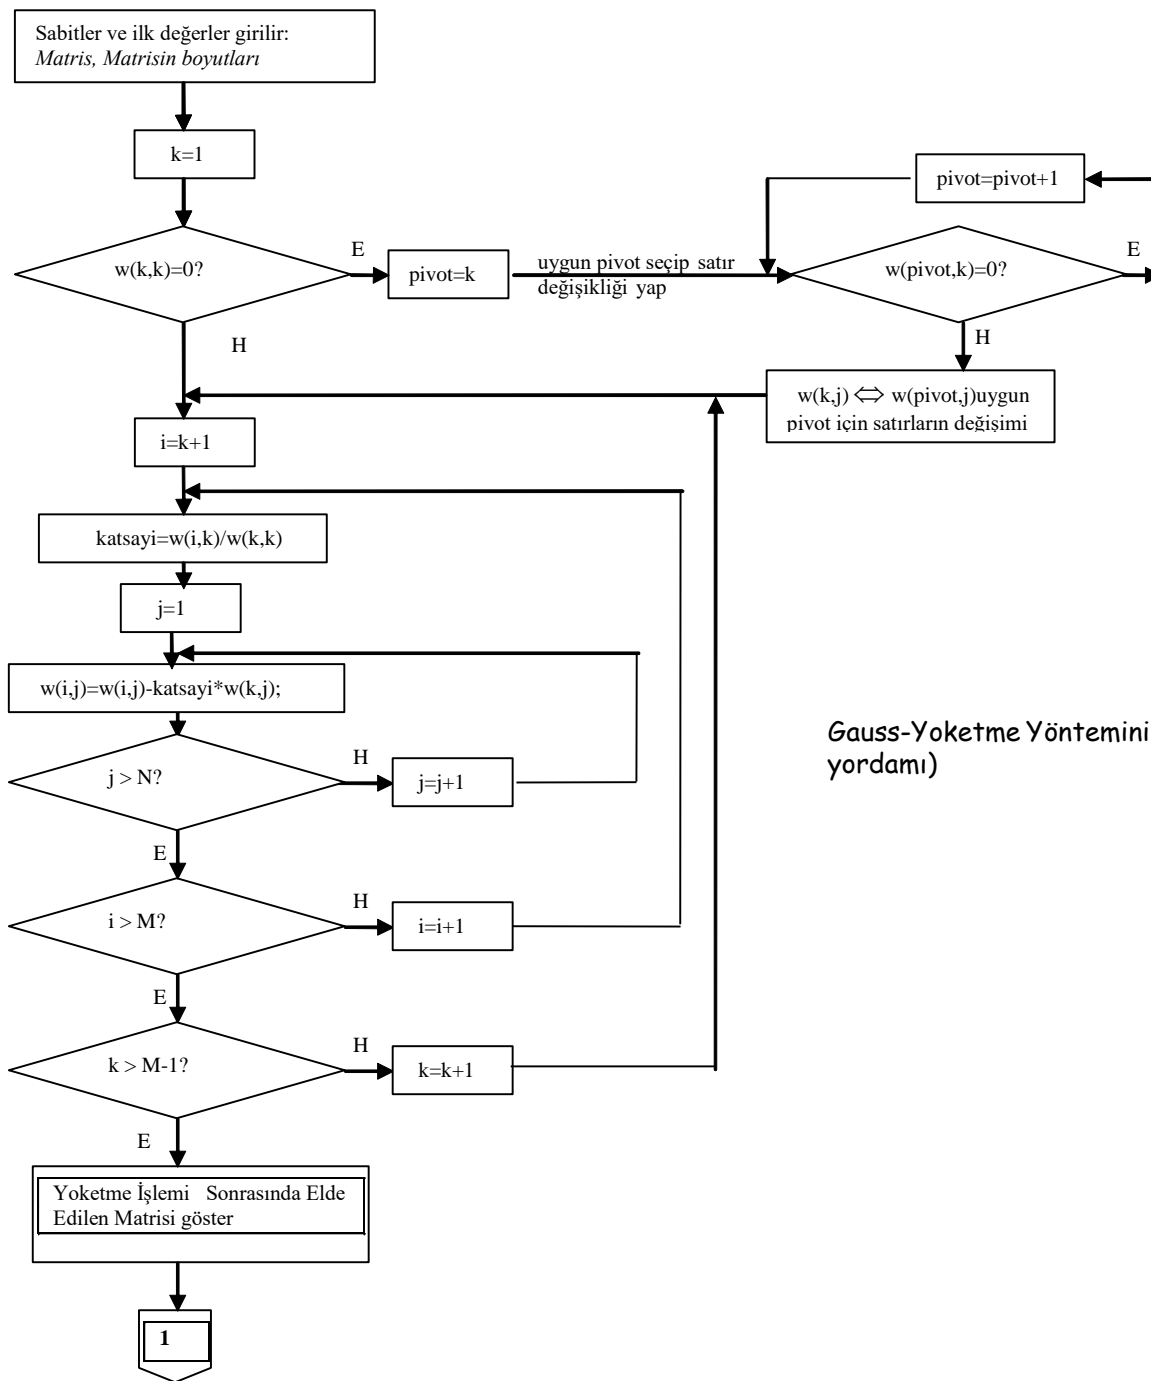 Sabitler ve ilk değerler girilir:
Matris, Matrisin boyutları
k=1
pivot=pivot+1
w(k,k)=0?
E
pivot=k
uygun pivot seçip satır
değişikliği yap
w(pivot,k)=0?
E
H
H
w(k,j) ⇔ w(pivot,j)uygun
pivot için satırların değişimi
i=k+1
katsayi=w(i,k)/w(k,k)
j=1
w(i,j)=w(i,j)-katsayi*w(k,j);
Gauss-Yoketme Yöntemini
yordamı)
j > N?
H
j=j+1
E
i > M?
H
i=i+1
E
k > M-1?
H
k=k+1
E
Yoketme İşlemi Sonrasında Elde
Edilen Matrisi göster
1